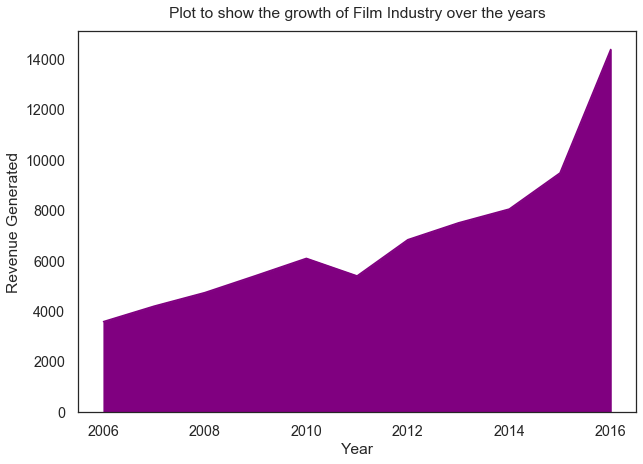 Plot to show the growth of Film Industry over the years
14000
12000
10000
8000
6000
4000
2000
0
Revenue Generated
2006 2008 2010 2012 2014 2016
Year